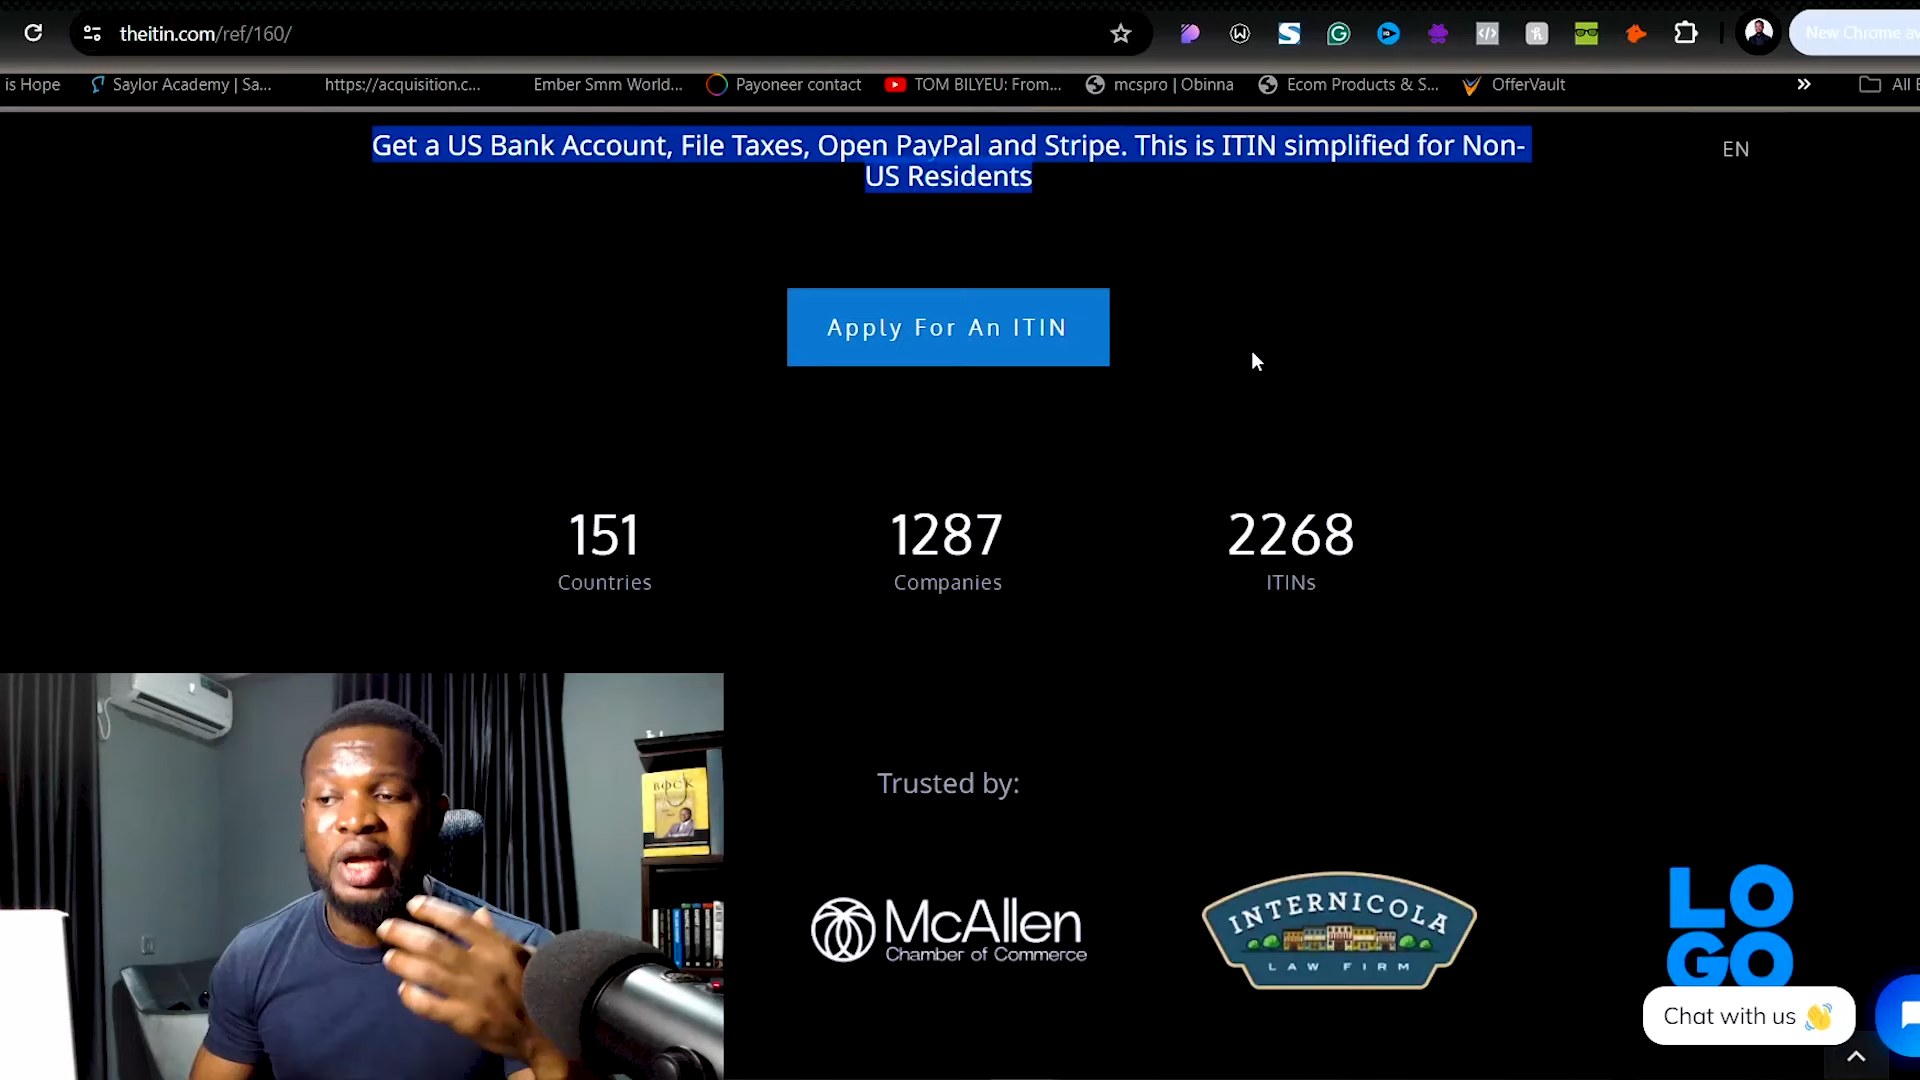 theitin.com/ref/160/
New Chrome av
is Hope
Saylor Academy | Sa...
https://acquisition.c...
Ember Smm World...
Payoneer contact
TOM BILYEU: From...
mcspro | Obinna
Ecom Products & S...
OfferVault
All
Get a US Bank Account, File Taxes, Open PayPal and Stripe. This is ITIN simplified for Non-
US Residents
EN
Apply For An ITIN
151
Countries
1287
Companies
2268
ITINs
Trusted by:
McAllen
Chamber of Commerce
INTERNICOLA
LAW FIRM
LO
GO
Chat with us